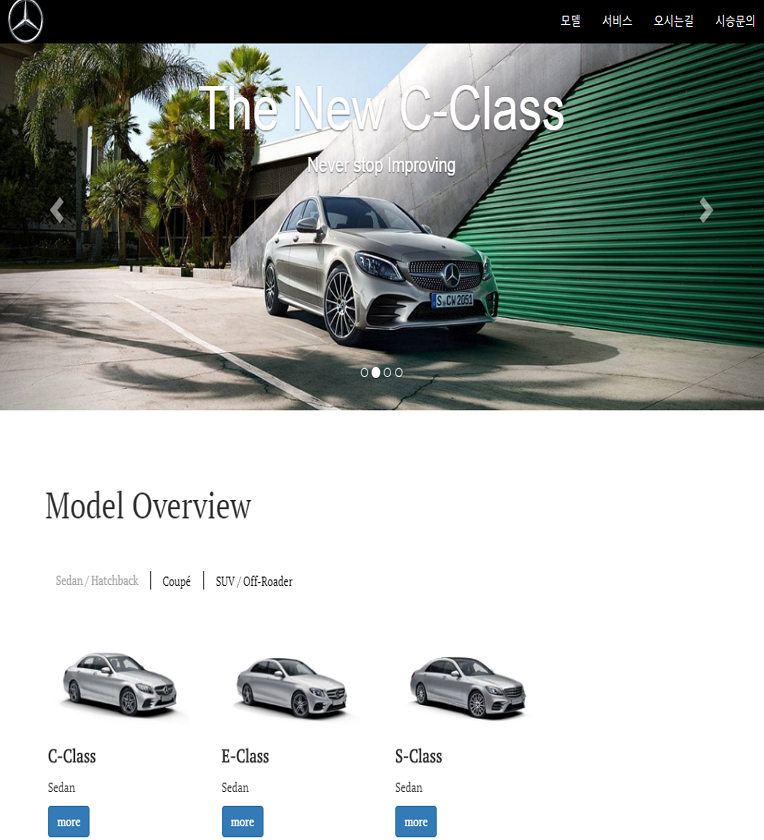 모델 서비스 오시는길 시승문의
The New C-Class
Never stop Improving
S CW 2051
Model Overview
Sedan / Hatchback Coupé SUV / Off-Roader
C-Class E-Class S-Class
Sedan Sedan Sedan
more more more